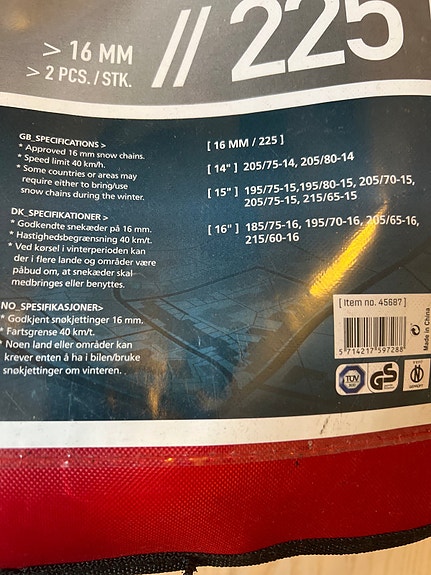 > 16 MM
> 2 PCS. / STK.
// 225
GB_SPECIFICATIONS >
* Approved 16 mm snow chains.
* Speed limit 40 km/h.
* Some countries or areas may
require either to bring/use
snow chains during the winter.
DK_SPECIFIKATIONER >
* Godkendte snekæder på 16 mm.
* Hastighedsbegrænsning 40 km/t.
* Ved kørsel i vinterperioden kan
der i flere lande og områder være
påbud om, at snekæder skal
medbringes eller benyttes.
NO_SPESIFIKASJONER>
* Godkjent snøkjettinger 16 mm.
* Fartsgrense 40 km/t.
* Noen land eller områder kan
krever enten å ha i bilen/bruke
snøkjettinger om vinteren .
[ 16 MM / 225 ]
[ 14" ] 205/75-14, 205/80-14
[ 15" ] 195/75-15,195/80-15, 205/70-15,
205/75-15, 215/65-15
[ 16" ] 185/75-16, 195/70-16, 205/65-16,
215/60-16
[ Item no. 45687 ]
5 714217 597288
Made in China
TÜV
GS